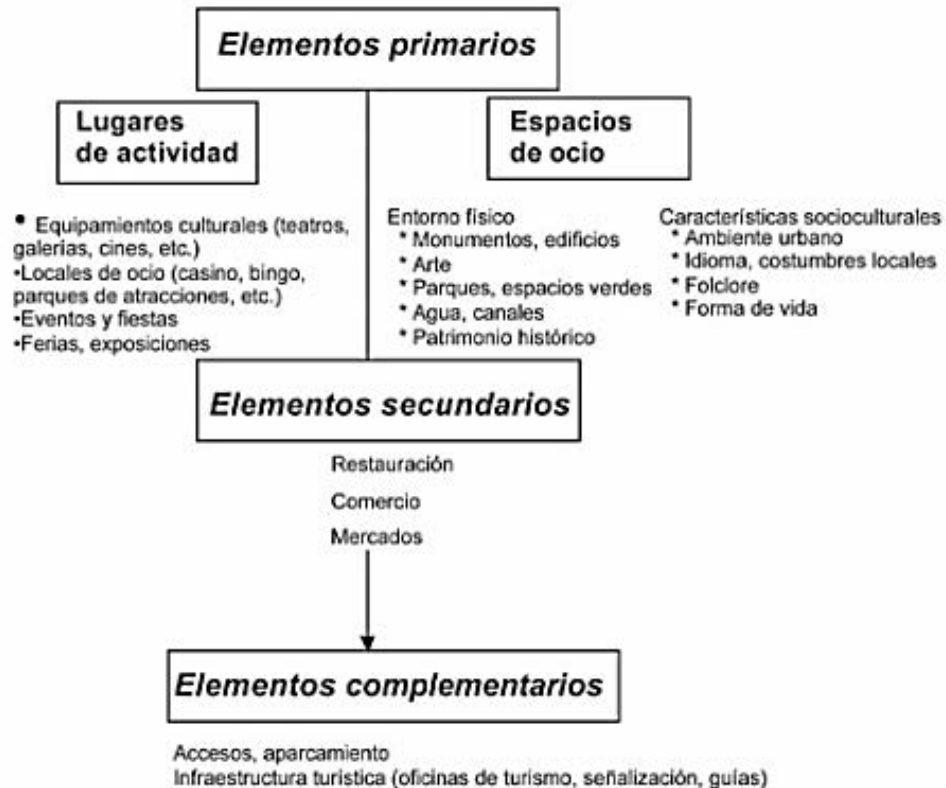 Elementos primarios
Lugares
de actividad
• Equipamientos culturales (teatros,
galerías, cines, etc.)
•Locales de ocio (casino, bingo,
parques de atracciones, etc.)
•Eventos y fiestas
•Ferias, exposiciones
Espacios
de ocio
Entorno físico
* Monumentos, edificios
* Arte
* Parques, espacios verdes
* Agua, canales
* Patrimonio histórico
Características socioculturales
* Ambiente urbano
* Idioma, costumbres locales
* Folclore
* Forma de vida
Elementos secundarios
Restauración
Comercio
Mercados
Elementos complementarios
Accesos, aparcamiento
Infraestructura turística (oficinas de turismo, señalización, guías)